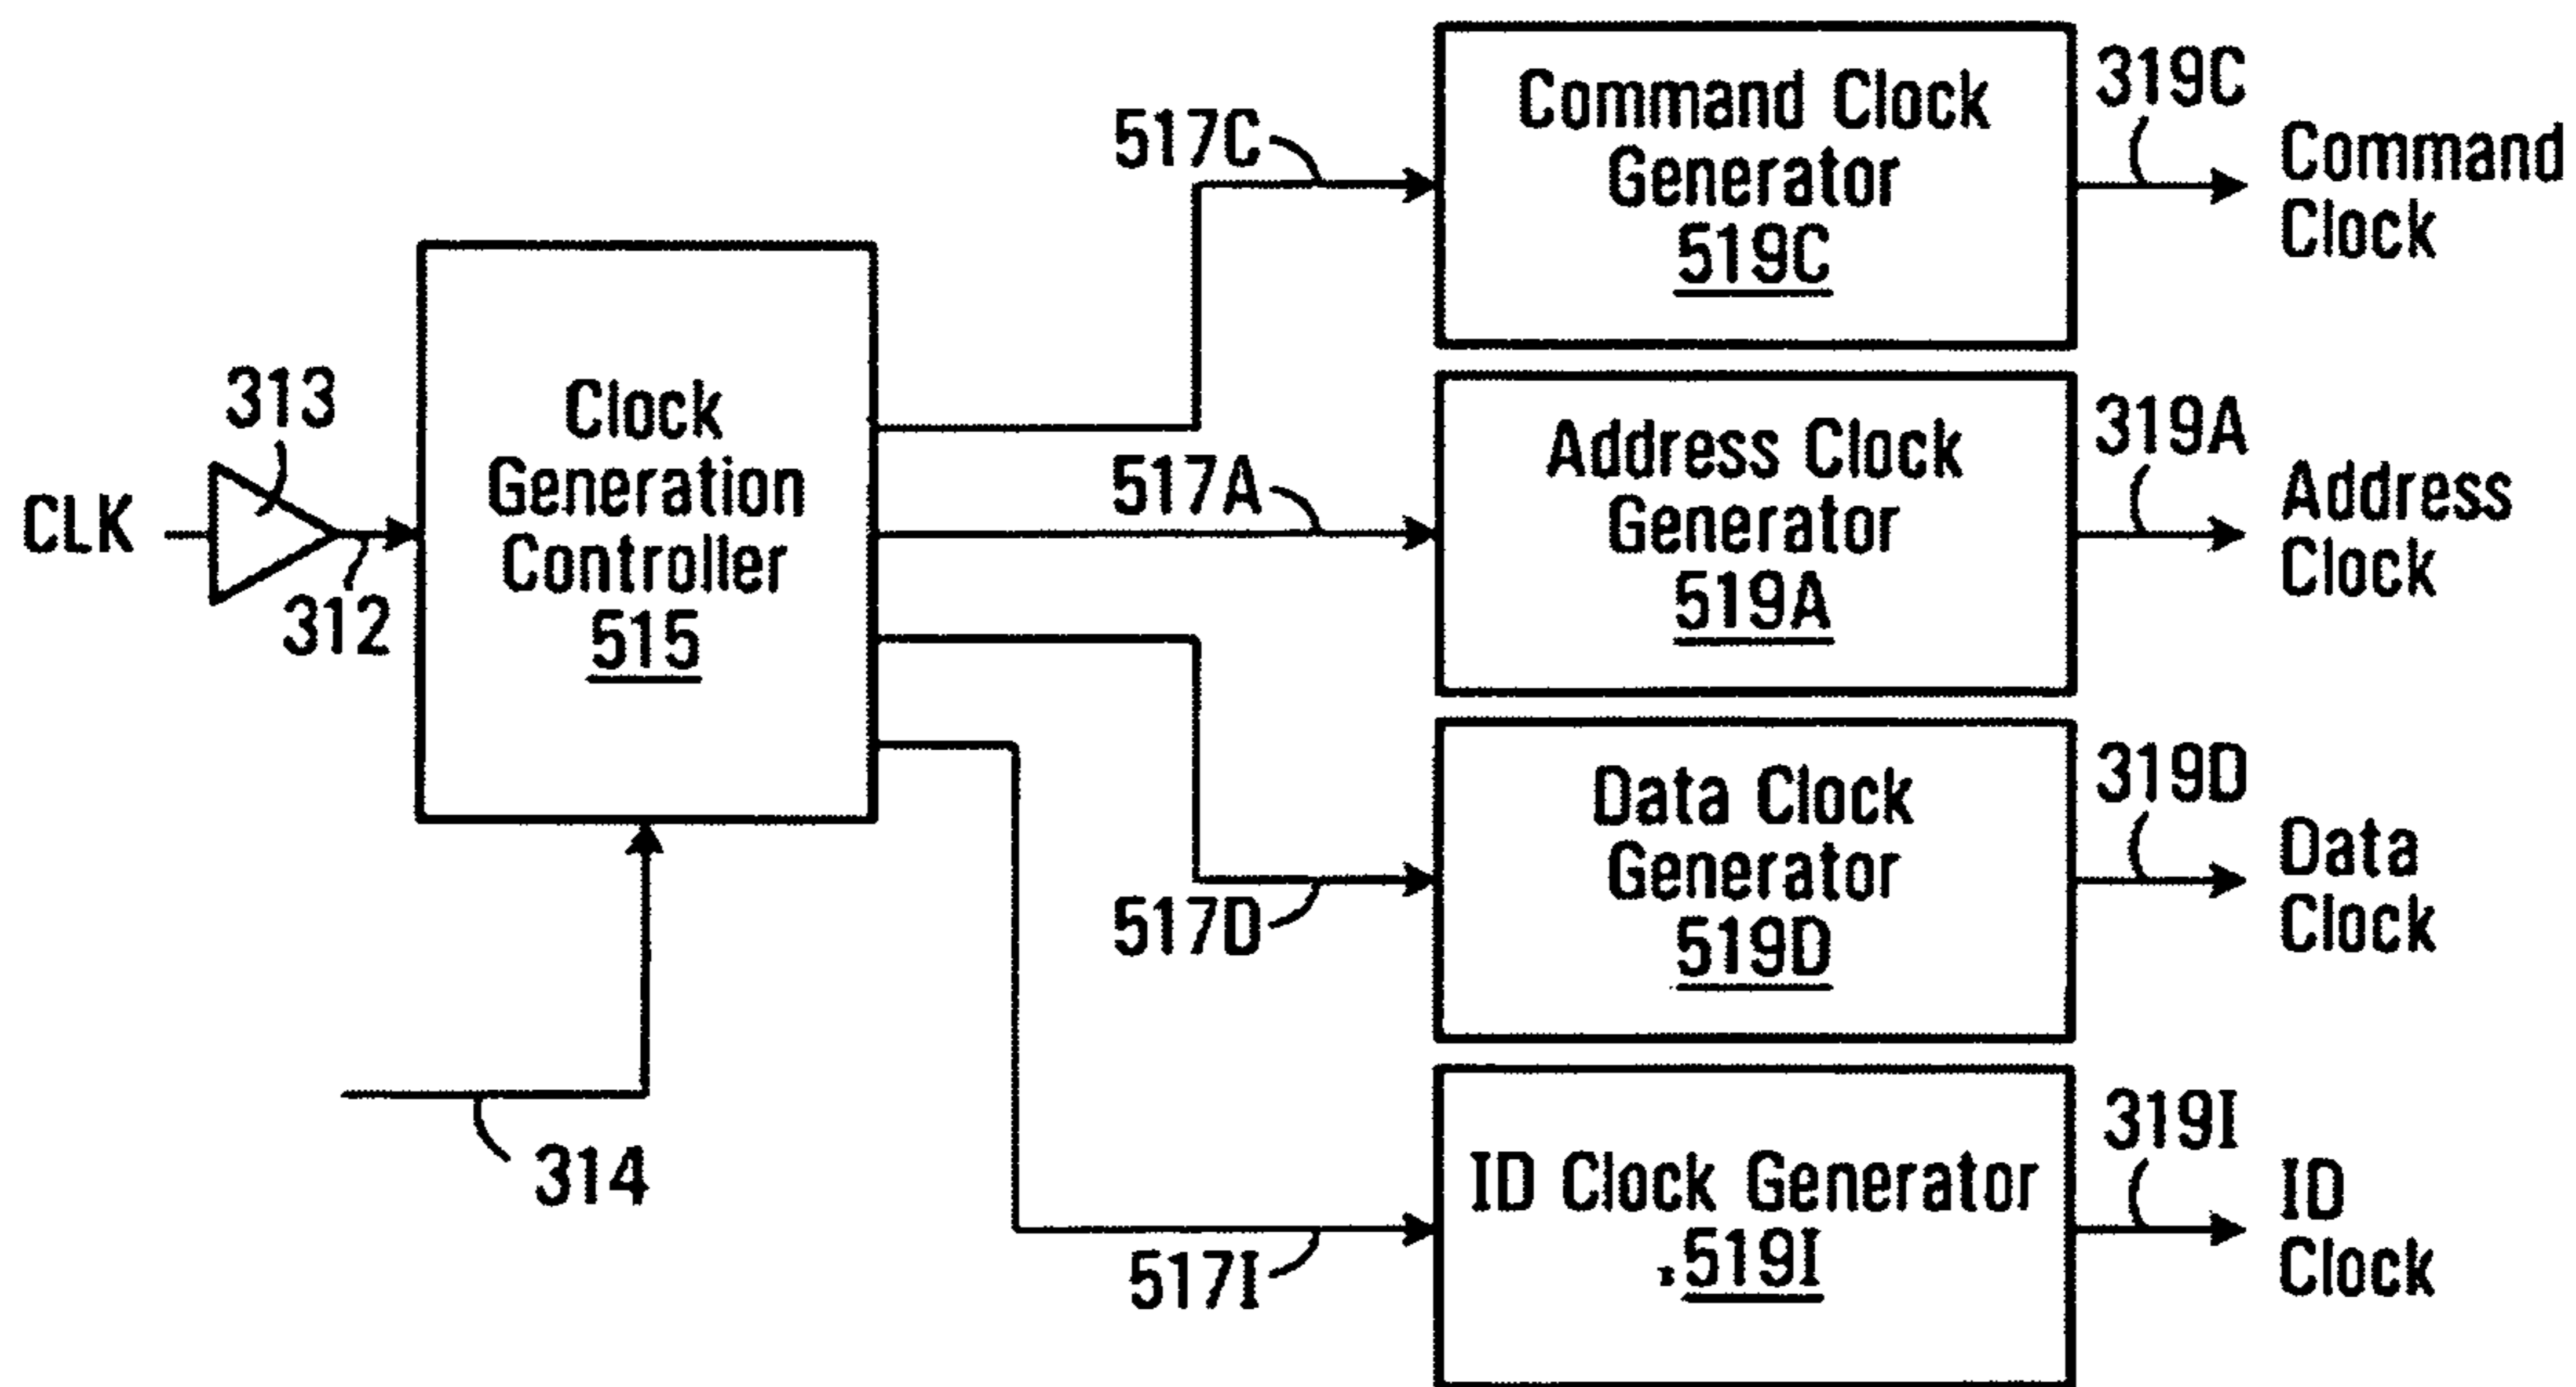 CLK
313
312
Clock
Generation
Controller
515
314
517C
517A
517D
517I
Command Clock
Generator
519C
Address Clock
Generator
519A
Data Clock
Generator
519D
ID Clock Generator
519I
319C
Command
Clock
319A
Address
Clock
319D
Data
Clock
319I
ID
Clock